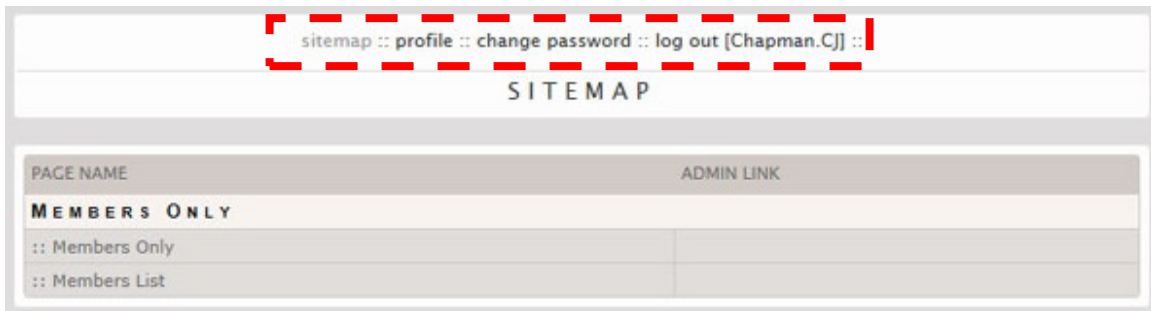 sitemap :: profile :: change password :: log out [Chapman.CJ] ::
SITEMAP
PAGE NAME ADMIN LINK
MEMBERS ONLY
:: Members Only
:: Members List